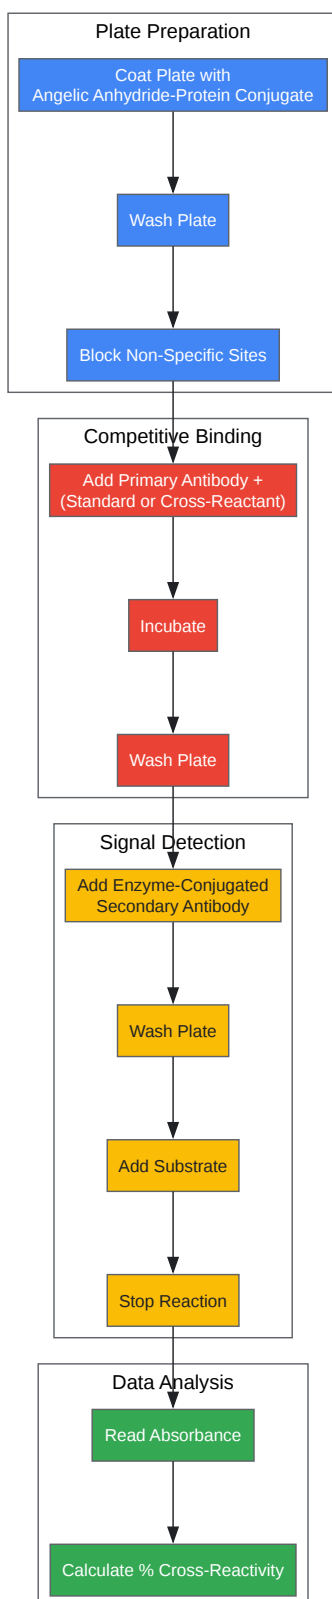 Plate Preparation
Coat Plate with
Angelic Anhydride-Protein Conjugate
Wash Plate
Block Non-Specific Sites
Competitive Binding
Add Primary Antibody +
(Standard or Cross-Reactant)
Incubate
Wash Plate
Signal Detection
Add Enzyme-Conjugated
Secondary Antibody
Wash Plate
Add Substrate
Stop Reaction
Data Analysis
Read Absorbance
Calculate % Cross-Reactivity